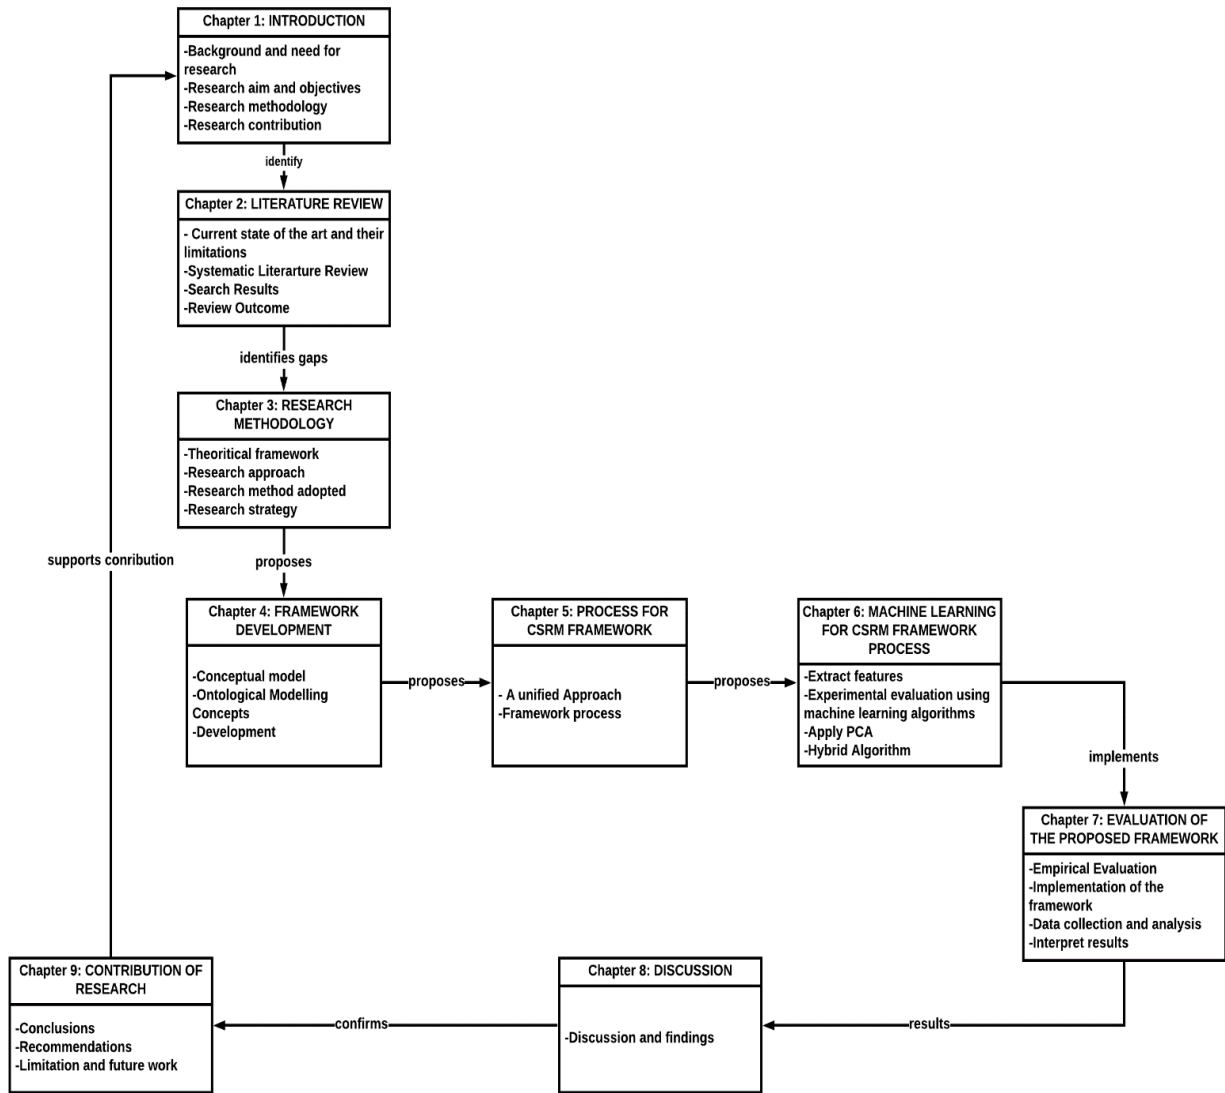 Chapter 1: INTRODUCTION
-Background and need for
research
-Research aim and objectives
-Research methodology
-Research contribution
identify
Chapter 2: LITERATURE REVIEW
- Current state of the art and their
limitations
-Systematic Literarture Review
-Search Results
-Review Outcome
identifies gaps
Chapter 3: RESEARCH
METHODOLOGY
-Theoritical framework
-Research approach
-Research method adopted
-Research strategy
supports conribution
proposes
Chapter 4: FRAMEWORK
DEVELOPMENT
-Conceptual model
-Ontological Modelling
Concepts
-Development
proposes
Chapter 5: PROCESS FOR
CSRM FRAMEWORK
- A unified Approach
-Framework process
proposes
Chapter 6: MACHINE LEARNING
FOR CSRM FRAMEWORK
PROCESS
-Extract features
-Experimental evaluation using
machine learning algorithms
-Apply PCA
-Hybrid Algorithm
implements
Chapter 7: EVALUATION OF
THE PROPOSED FRAMEWORK
-Empirical Evaluation
-Implementation of the
framework
-Data collection and analysis
-Interpret results
results
Chapter 8: DISCUSSION
-Discussion and findings
confirms
Chapter 9: CONTRIBUTION OF
RESEARCH
-Conclusions
-Recommendations
-Limitation and future work